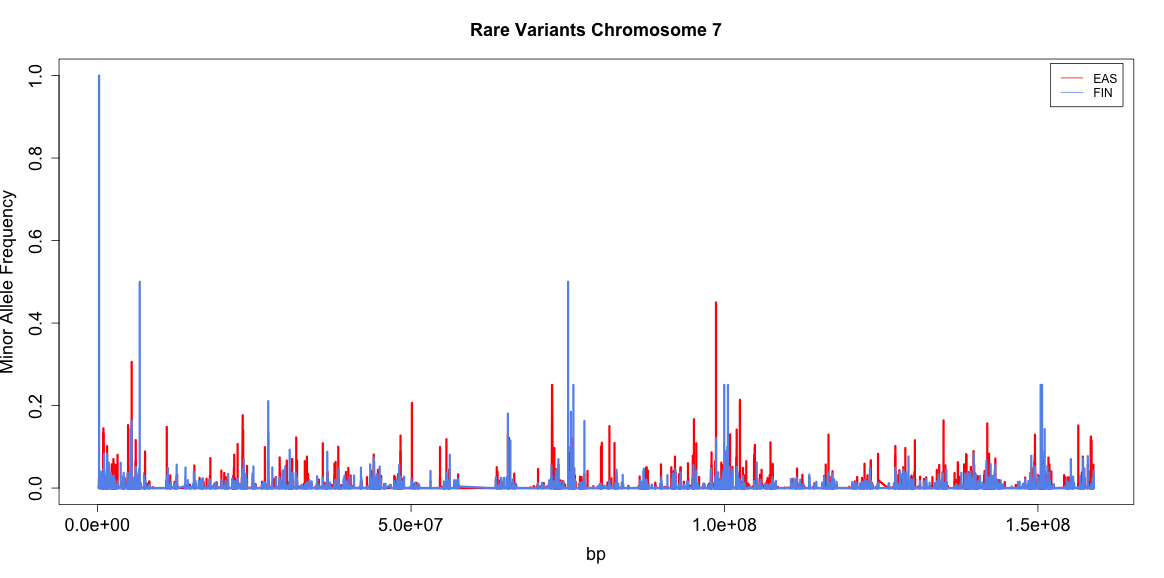 Rare Variants Chromosome 7
EAS
FIN
Minor Allele Frequency
1.0
0.8
0.6
0.4
0.2
0.0
0.0e+00 5.0e+07 1.0e+08 1.5e+08
bp